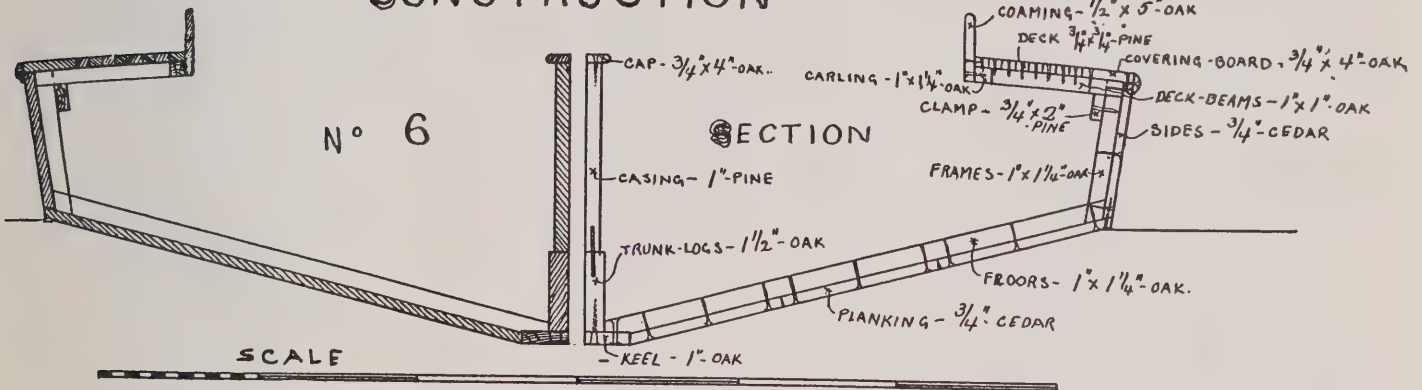 CONSTRUCTION
COAMING - 1/2" x 5" - OAK
DECK 3/4" x 3/4" - PINE
COVERING-BOARD - 3/4" x 4" - OAK
CAP - 3/4" x 4" - OAK..
CARLING - 1" x 1 1/4" - OAK
DECK-BEAMS - 1" x 1" - OAK
CLAMP - 3/4" x 2"
PINE
Nº 6
SECTION
SIDES - 3/4" - CEDAR
CASING - 1" - PINE
FRAMES - 1" x 1 1/4" - OAK
TRUNK-LOGS - 1 1/2" - OAK
FROORS - 1" x 1 1/4" - OAK.
PLANKING - 3/4" - CEDAR
SCALE
KEEL - 1" - OAK